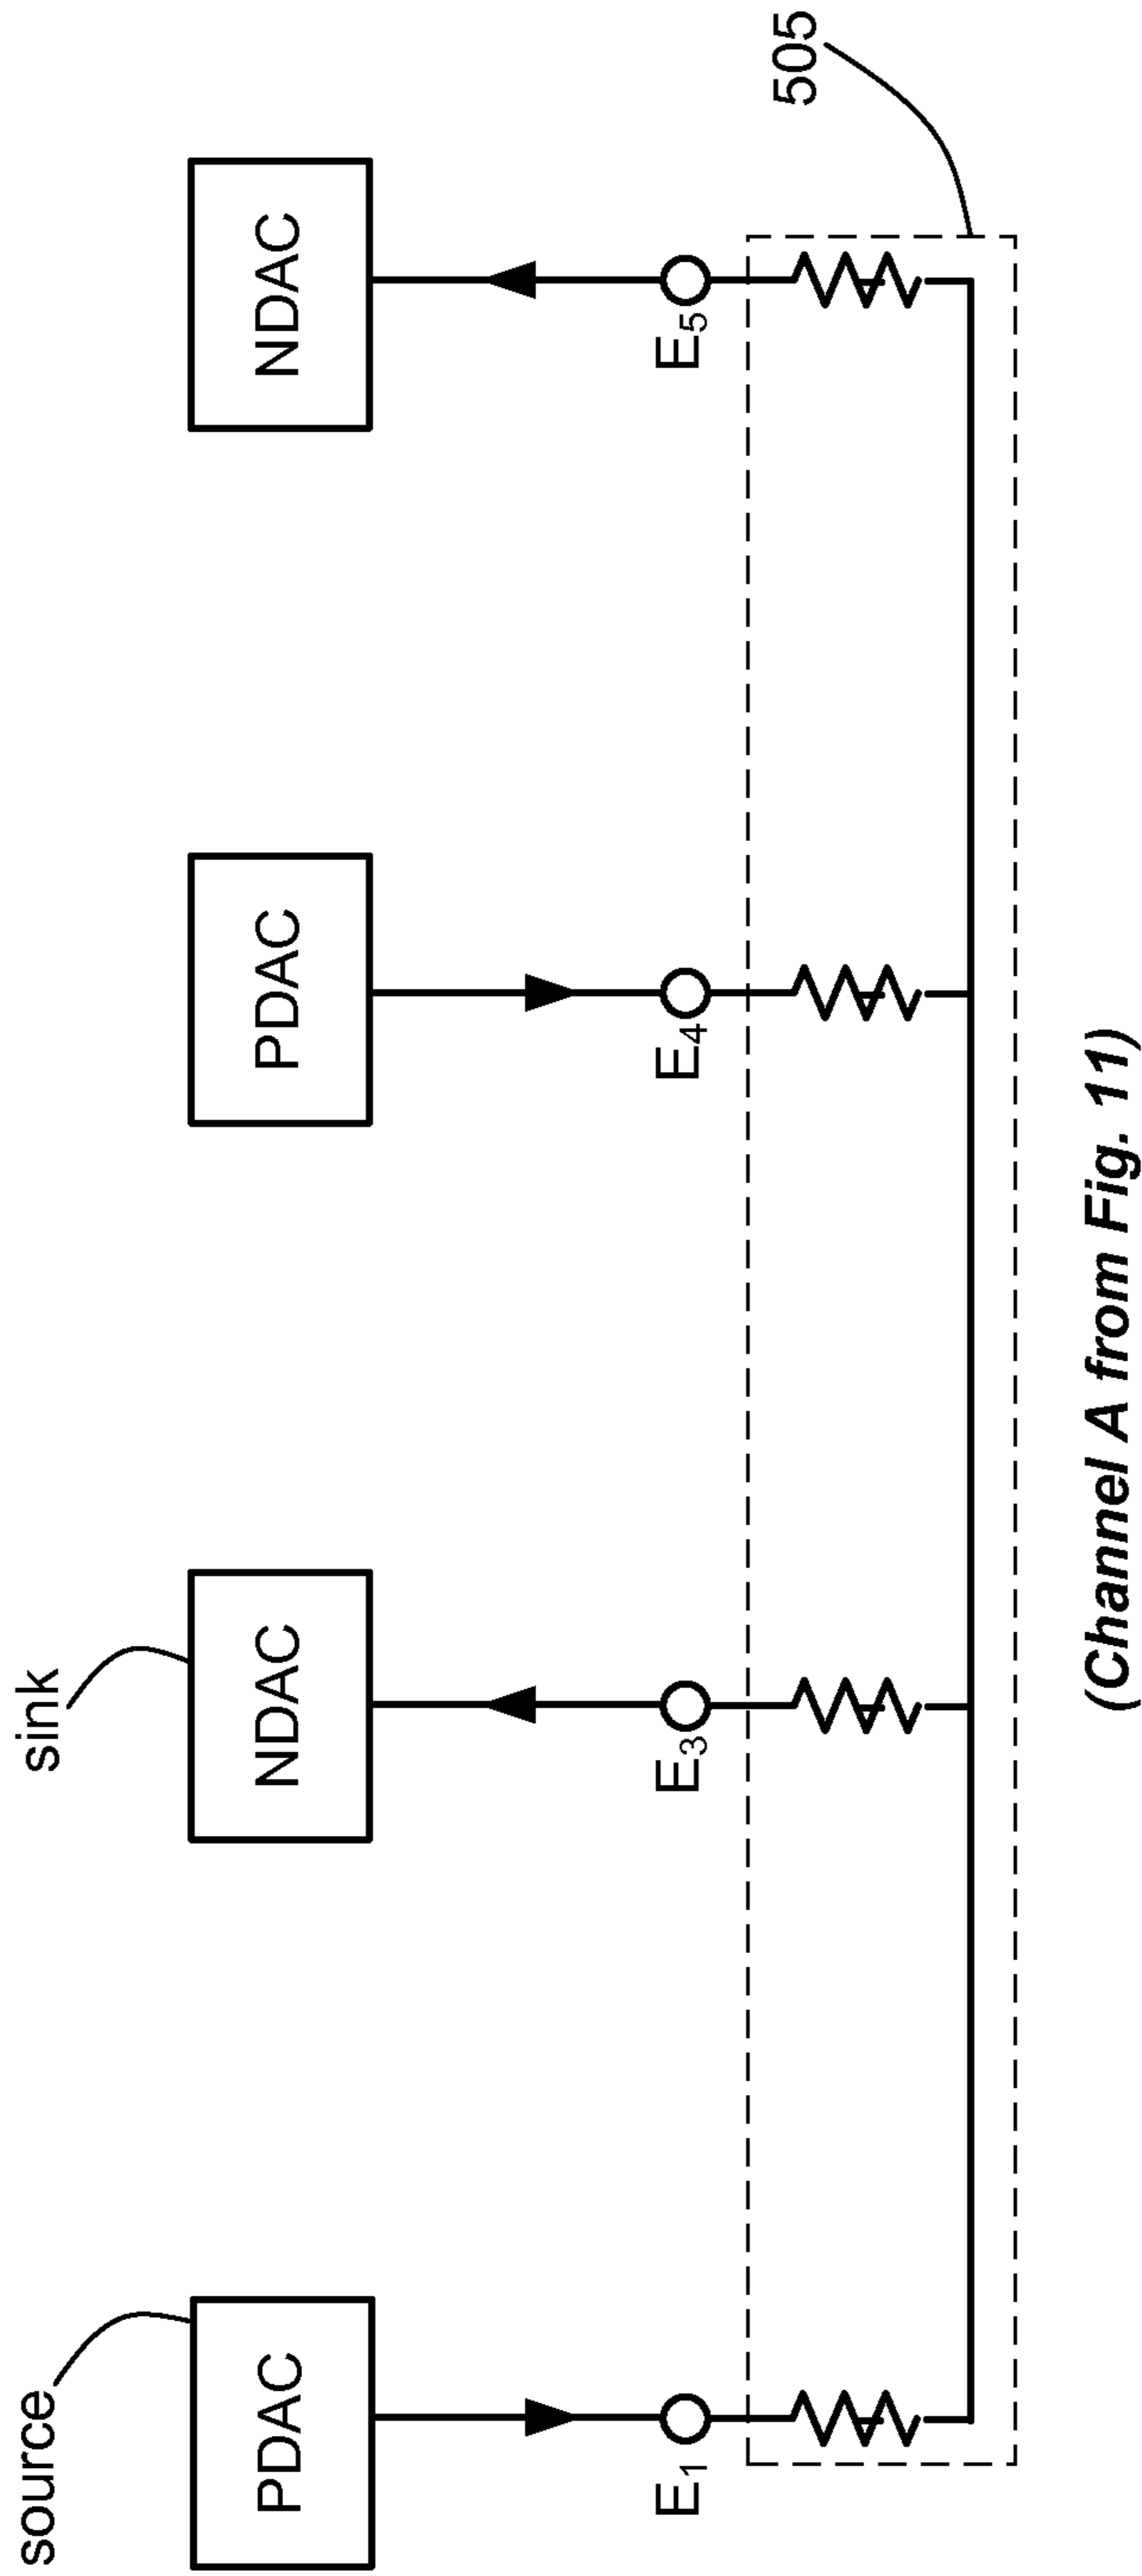 source
sink
PDAC
NDAC
PDAC
NDAC
E₁
E₃
E₄
E₅
505
(Channel A from Fig. 11)